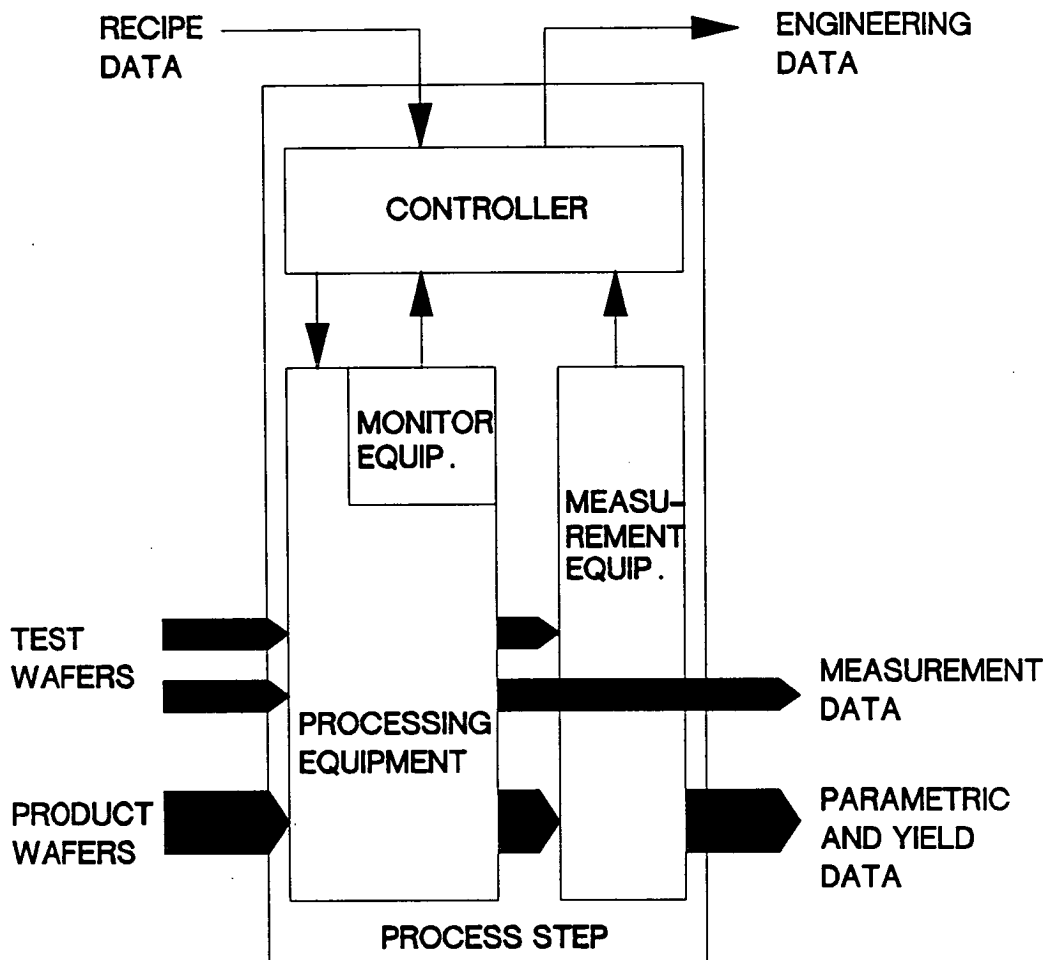 RECIPE
DATA
ENGINEERING
DATA
CONTROLLER
MONITOR
EQUIP.
MEASU-
REMENT
EQUIP.
TEST
WAFERS
MEASUREMENT
DATA
PROCESSING
EQUIPMENT
PRODUCT
WAFERS
PARAMETRIC
AND YIELD
DATA
PROCESS STEP